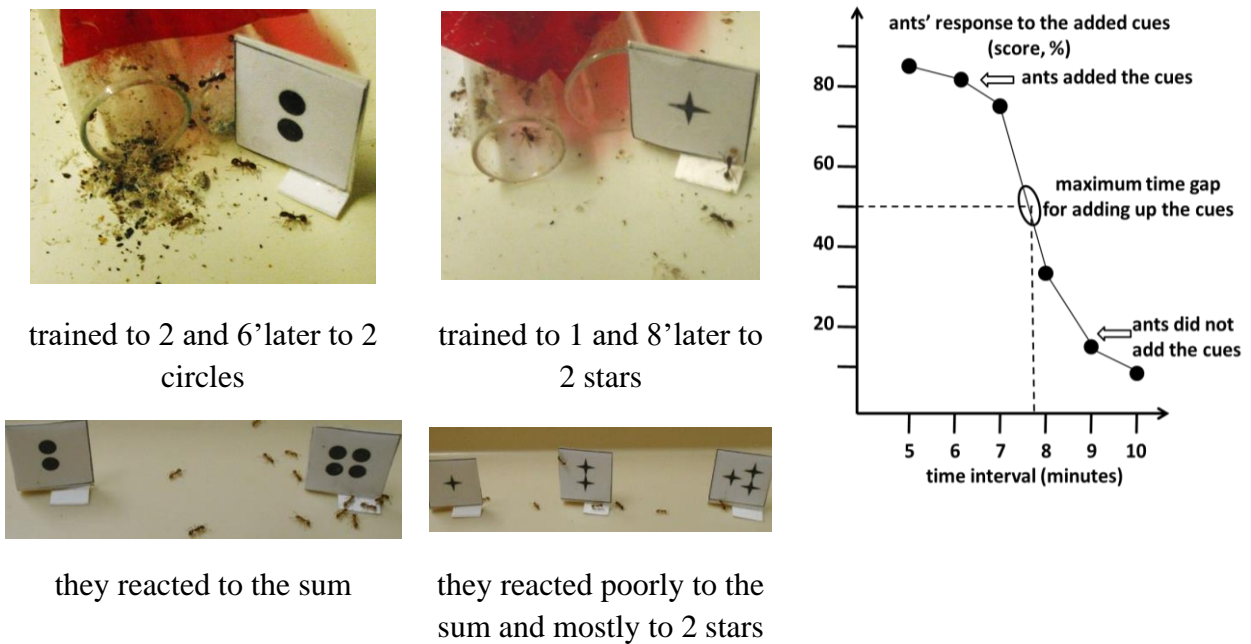 trained to 2 and 6’later to 2
circles
trained to 1 and 8’later to
2 stars
they reacted to the sum
they reacted poorly to the
sum and mostly to 2 stars
ants’ response to the added cues
(score, %)
ants added the cues
80
60
maximum time gap
for adding up the cues
40
20
ants did not
add the cues
5 6 7 8 9 10
time interval (minutes)